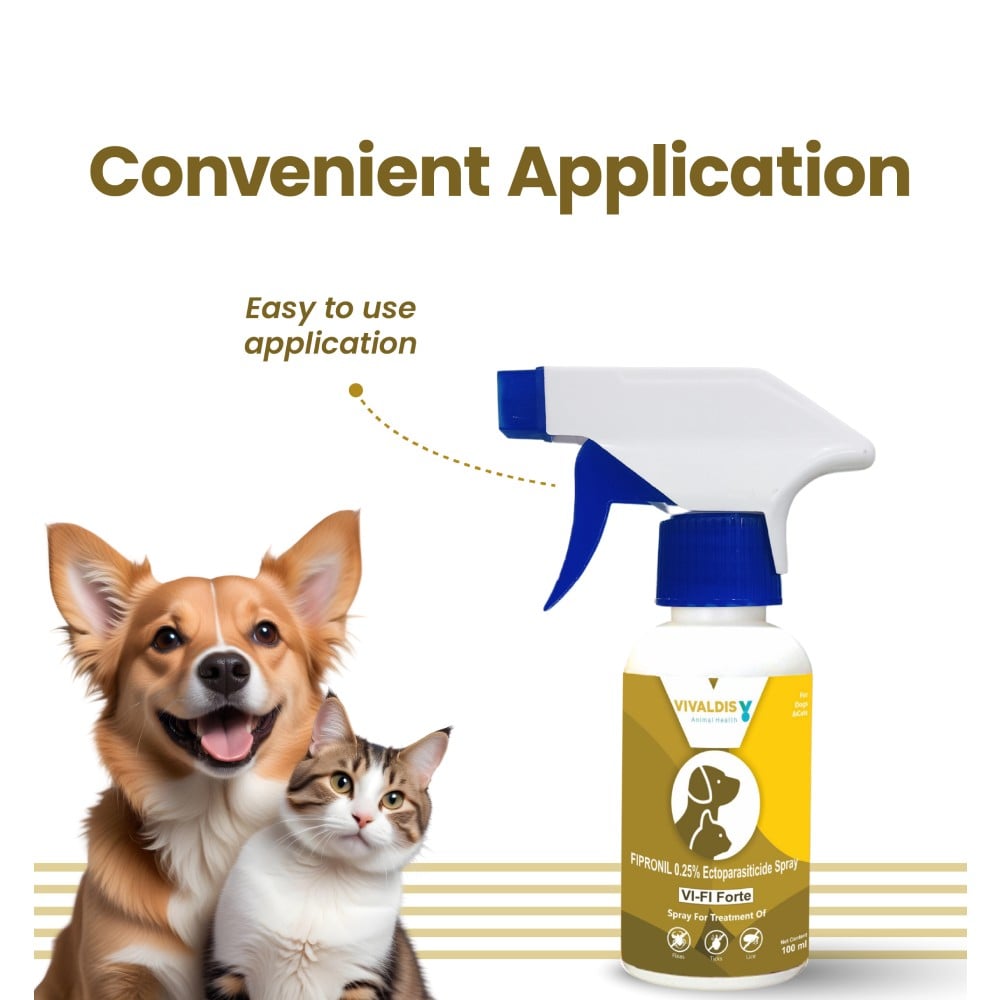 Convenient Application
Easy to use
application
VIVALDIS
Animal Health
For
Dogs
&Cats
FIPRONIL 0.25% Ectoparasiticide Spray
VI-FI Forte
Spray For Treatment Of
Fleas Ticks Lice
Net Content
100 ml